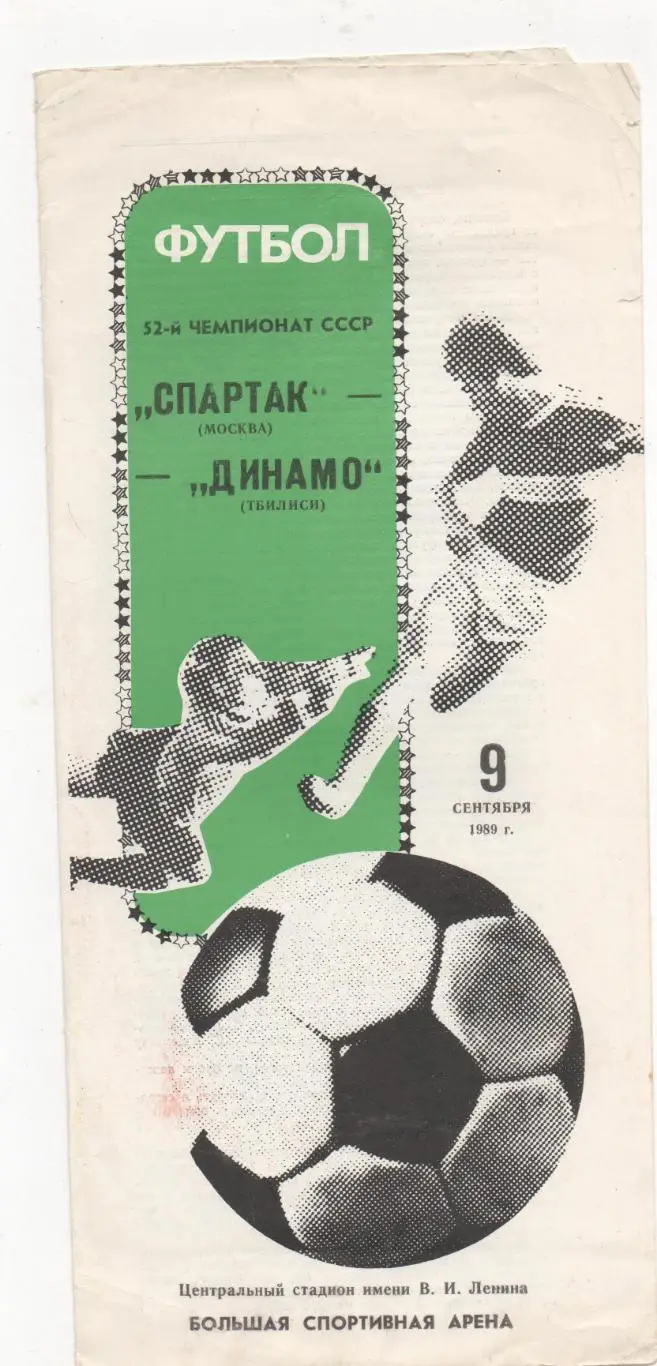 ФУТБОЛ
52-й ЧЕМПИОНАТ СССР
„СПАРТАК" —
(МОСКВА)
— „ДИНАМО"
(ТБИЛИСИ)
9
СЕНТЯБРЯ
1989 г.
Центральный стадион имени В. И. Ленина
БОЛЬШАЯ СПОРТИВНАЯ АРЕНА